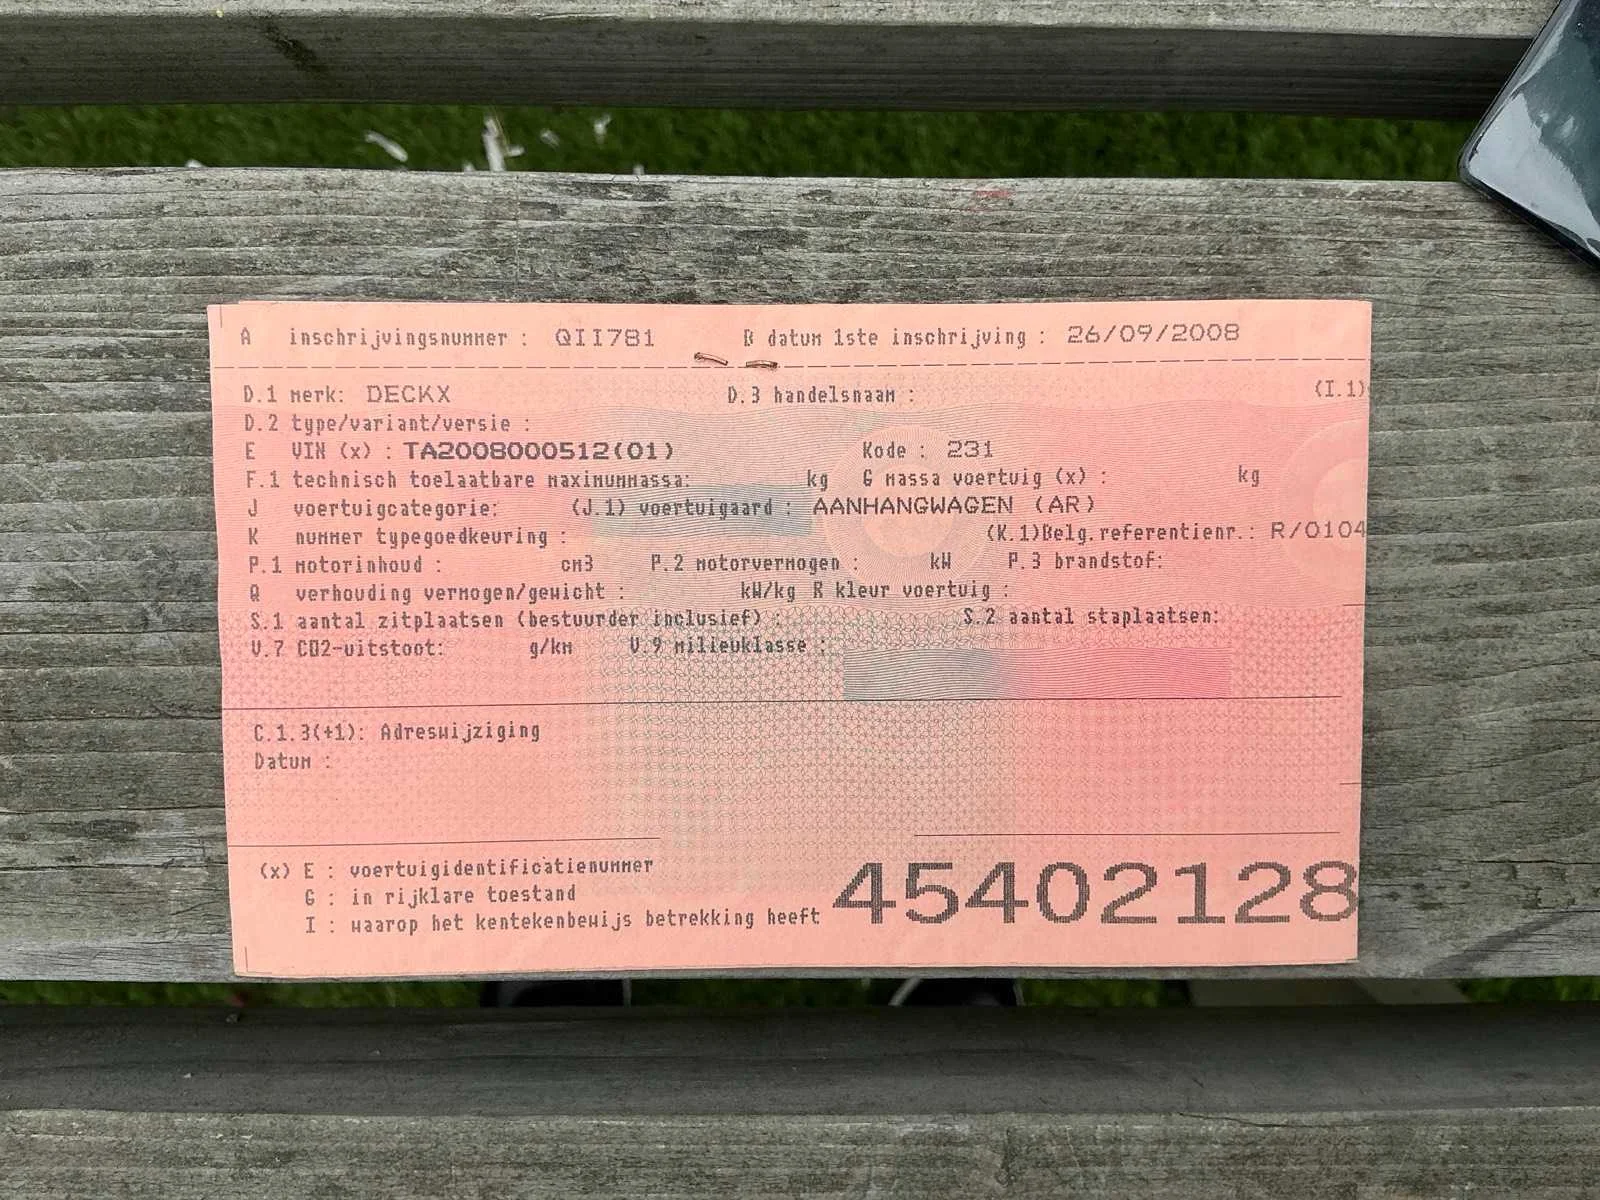 A inschrijvingsnummer : QII781 B datum 1ste inschrijving : 26/09/2008
D.1 merk: DECKX D.3 handelsnaam : (I.1)
D.2 type/variant/versie :
E VIN (x) : TA2008000512(01) Kode : 231
F.1 technisch toelaatbare maximummassa: kg G massa voertuig (x) : kg
J voertuigcategorie: (J.1) voertuigaard : AANHANGWAGEN (AR)
K nummer typegoedkeuring : (K.1)Belg.referentienr.: R/0104
P.1 motorinhoud : cm3 P.2 motorvermogen : kW P.3 brandstof:
Q verhouding vermogen/gewicht : kW/kg R kleur voertuig :
S.1 aantal zitplaatsen (bestuurder inclusief) : S.2 aantal staplaatsen:
V.7 CO2-uitstoot: g/km V.9 milieuklasse :
C.1.3(+1): Adreswijziging
Datum :
(x) E : voertuigidentificatienummer
G : in rijklare toestand
I : waarop het kentekenbewijs betrekking heeft
45402128